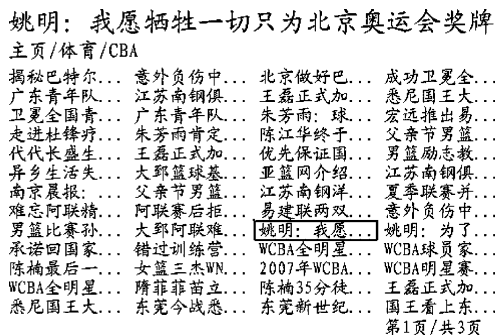 姚明：我愿牺牲一切只为北京奥运会奖牌
主页/体育/CBA
揭秘巴特尔... 意外负伤中... 北京做好巴... 成功卫冕全...
广东青年队... 江苏南钢俱... 王磊正式加... 悉尼国王大...
卫冕全国青... 广东青年队... 朱芳雨：球... 宏远推出易...
走进杜锋疗... 朱芳雨肯定... 陈江华终于... 父亲节男篮...
代代长盛生... 王磊正式加... 优先保证国... 男篮励志教...
异乡生活失... 大郅篮球基... 亚篮网介绍... 江苏南钢俱...
南京晨报：... 父亲节男篮... 江苏南钢洋... 夏季联赛并...
难忘阿联精... 阿联赛后拒... 易建联两双... 意外负伤中...
男篮比赛孙... 大郅阿联难... 姚明：我愿... 姚明：为了...
承诺回国家... 错过训练营... WCBA全明星... WCBA球员家...
陈楠最后一... 女篮三杰WN... 2007年WCBA... WCBA明星赛...
WCBA全明星... 隋菲菲苗立... 陈楠35分徒... 王磊正式加...
悉尼国王大... 东莞今战悉... 东莞新世纪... 国王看上东...
第1页/共3页